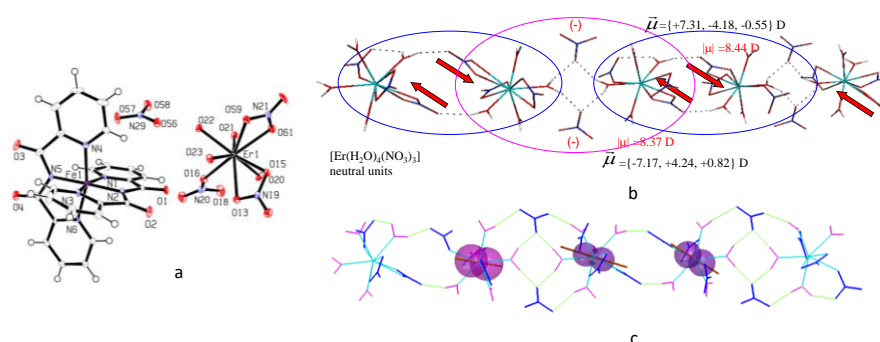 O57
O58
N29
O56
O22
O59
N21
O21
O61
N4
O3
O23
Er1
N5
Fe1
O16
O15
O20
N1
O1
N2
N20
O18
N19
O4
N3
O13
O2
N6
a
(-)
μ⃗={+7.31, -4.18, -0.55} D
|μ| =8.44 D
[Er(H₂O)₄(NO₃)₃]
neutral units
(-)
|μ| =8.37 D
μ⃗={-7.17, +4.24, +0.82} D
b
c